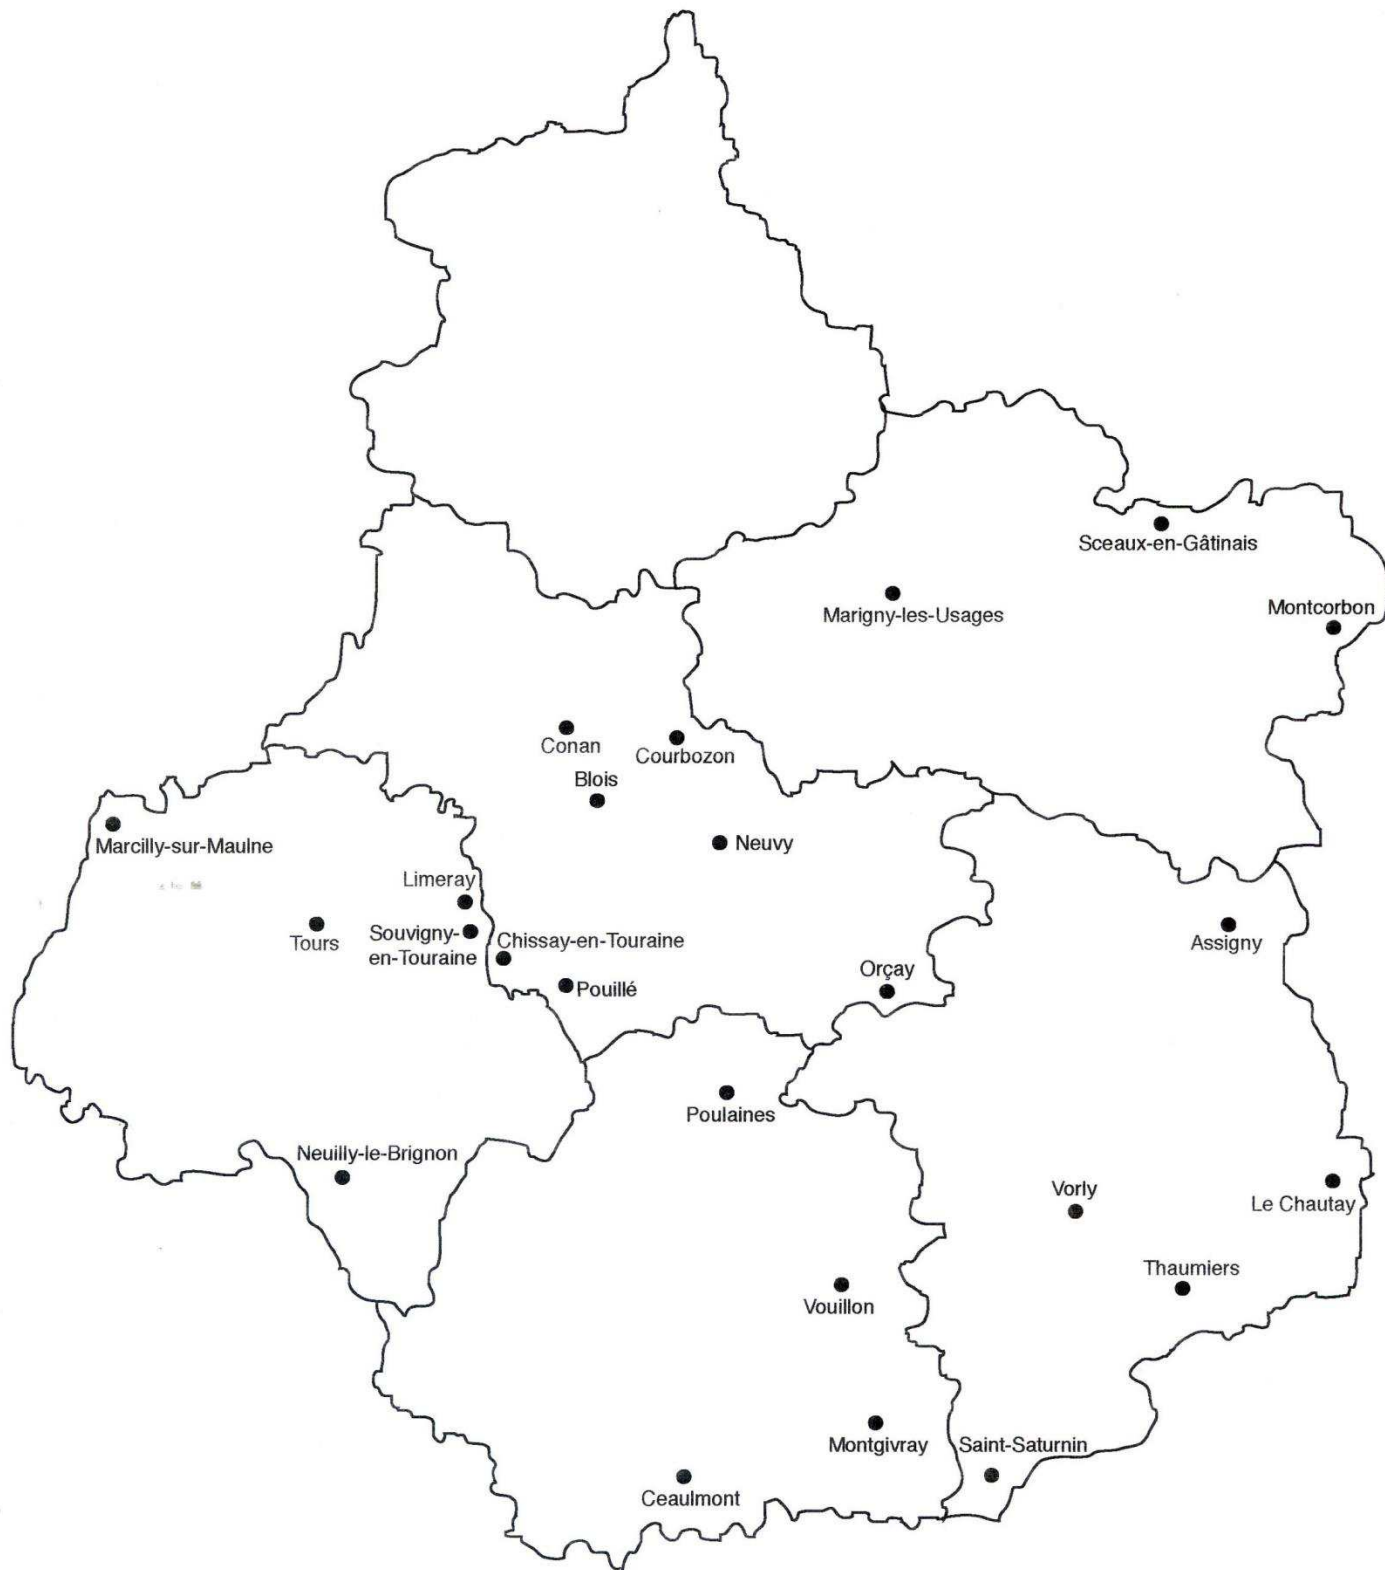 Sceaux-en-Gâtinais
Marigny-les-Usages
Montcorbon
Conan
Courbozon
Blois
Neuvy
Marcilly-sur-Maulne
Limeray
Tours
Souvigny-
en-Touraine
Chissay-en-Touraine
Assigny
Orçay
Pouillé
Poulaines
Neuilly-le-Brignon
Vorly
Le Chautay
Thaumiers
Vouillon
Montgivray
Saint-Saturnin
Ceaulmont